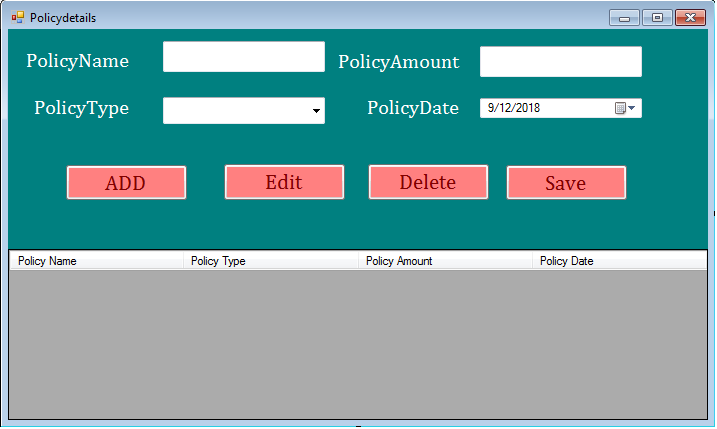 Policydetails
PolicyName
PolicyAmount
PolicyType
PolicyDate 9/12/2018
ADD Edit Delete Save
Policy Name Policy Type Policy Amount Policy Date